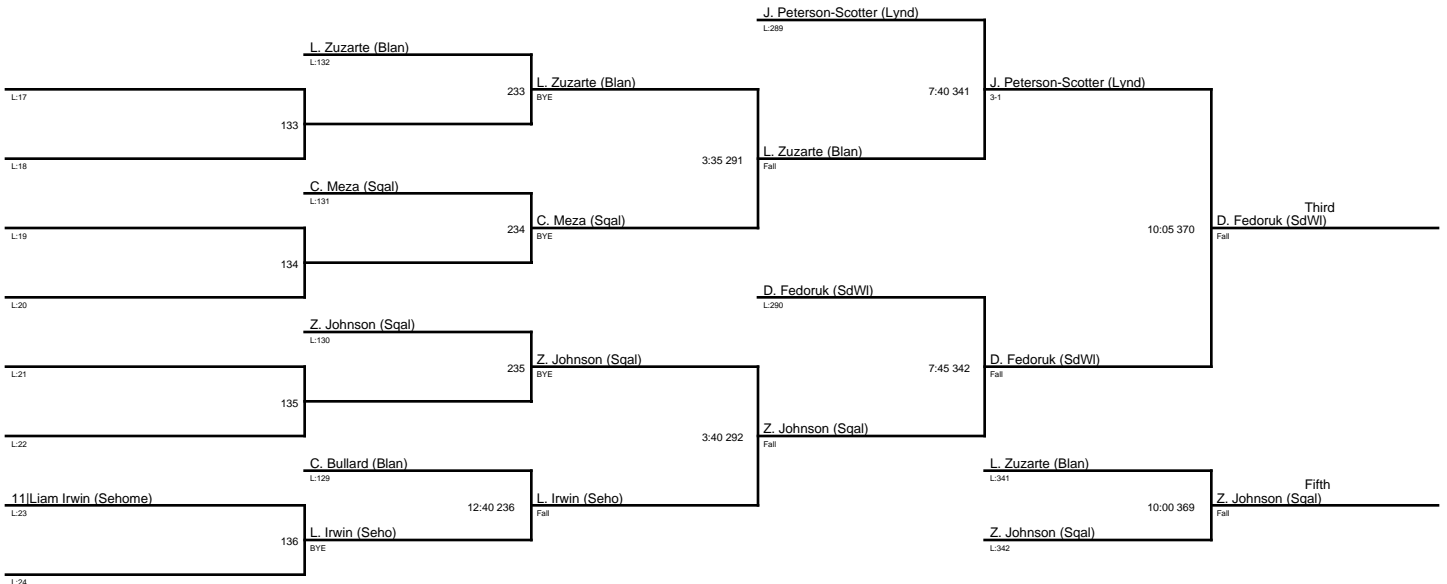 J. Peterson-Scotter (Lynd)
L:289
L. Zuzarte (Blan)
L:132
L:17
233
L. Zuzarte (Blan)
BYE
7:40 341
J. Peterson-Scotter (Lynd)
3-1
133
L:18
3:35 291
L. Zuzarte (Blan)
Fall
C. Meza (Sqal)
L:131
L:19
234
C. Meza (Sqal)
BYE
10:05 370
Third
D. Fedoruk (SdWl)
Fall
134
L:20
D. Fedoruk (SdWl)
L:290
Z. Johnson (Sqal)
L:130
L:21
235
Z. Johnson (Sqal)
BYE
7:45 342
D. Fedoruk (SdWl)
Fall
135
L:22
3:40 292
Z. Johnson (Sqal)
Fall
C. Bullard (Blan)
L:129
L. Zuzarte (Blan)
L:341
11|Liam Irwin (Sehome)
L:23
12:40 236
L. Irwin (Seho)
Fall
10:00 369
Fifth
Z. Johnson (Sqal)
Fall
136
L. Irwin (Seho)
BYE
Z. Johnson (Sqal)
L:342
L:24